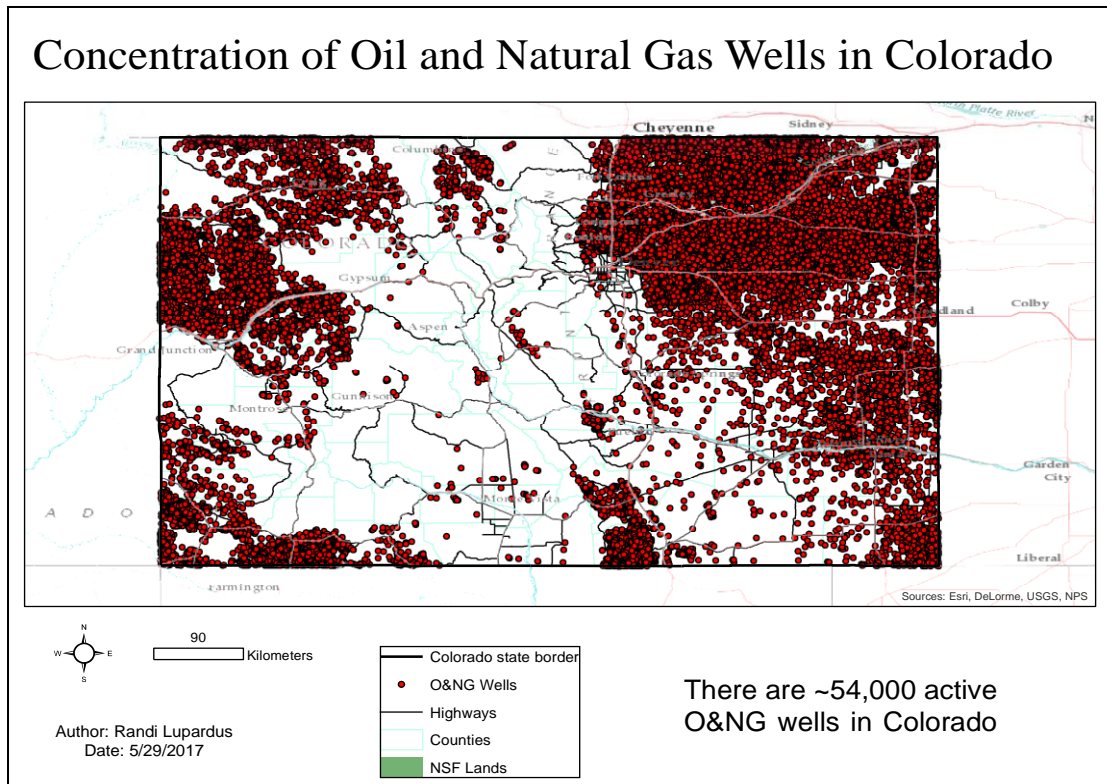 Concentration of Oil and Natural Gas Wells in Colorado
North Platte River
Cheyenne
Sidney
Gypsum
Aspen
Colby
Grand Junction
Gunnison
Montrose
Garden
City
A D O
Monte Vista
Liberal
Farmington
Sources: Esri, DeLorme, USGS, NPS
N
W
E
S
90
Kilometers
Colorado state border
O&NG Wells
Highways
Counties
NSF Lands
There are ~54,000 active
O&NG wells in Colorado
Author: Randi Lupardus
Date: 5/29/2017